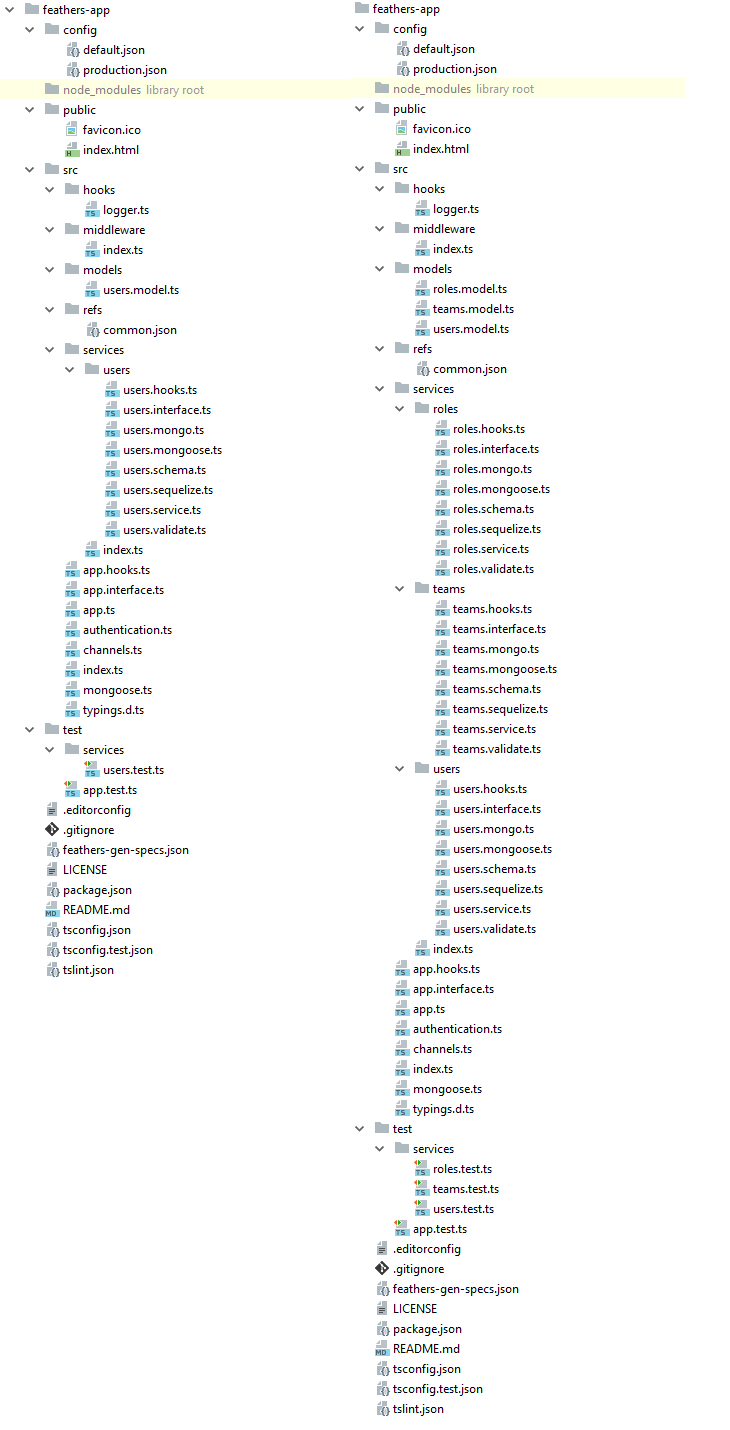 feathers-app
config
default.json
production.json
node_modules library root
public
favicon.ico
index.html
src
hooks
logger.ts
middleware
index.ts
models
users.model.ts
refs
common.json
services
users
users.hooks.ts
users.interface.ts
users.mongo.ts
users.mongoose.ts
users.schema.ts
users.sequelize.ts
users.service.ts
users.validate.ts
index.ts
app.hooks.ts
app.interface.ts
app.ts
authentication.ts
channels.ts
index.ts
mongoose.ts
typings.d.ts
test
services
users.test.ts
app.test.ts
.editorconfig
.gitignore
feathers-gen-specs.json
LICENSE
package.json
README.md
tsconfig.json
tsconfig.test.json
tslint.json
feathers-app
config
default.json
production.json
node_modules library root
public
favicon.ico
index.html
src
hooks
logger.ts
middleware
index.ts
models
roles.model.ts
teams.model.ts
users.model.ts
refs
common.json
services
roles
roles.hooks.ts
roles.interface.ts
roles.mongo.ts
roles.mongoose.ts
roles.schema.ts
roles.sequelize.ts
roles.service.ts
roles.validate.ts
teams
teams.hooks.ts
teams.interface.ts
teams.mongo.ts
teams.mongoose.ts
teams.schema.ts
teams.sequelize.ts
teams.service.ts
teams.validate.ts
users
users.hooks.ts
users.interface.ts
users.mongo.ts
users.mongoose.ts
users.schema.ts
users.sequelize.ts
users.service.ts
users.validate.ts
index.ts
app.hooks.ts
app.interface.ts
app.ts
authentication.ts
channels.ts
index.ts
mongoose.ts
typings.d.ts
test
services
roles.test.ts
teams.test.ts
users.test.ts
app.test.ts
.editorconfig
.gitignore
feathers-gen-specs.json
LICENSE
package.json
README.md
tsconfig.json
tsconfig.test.json
tslint.json